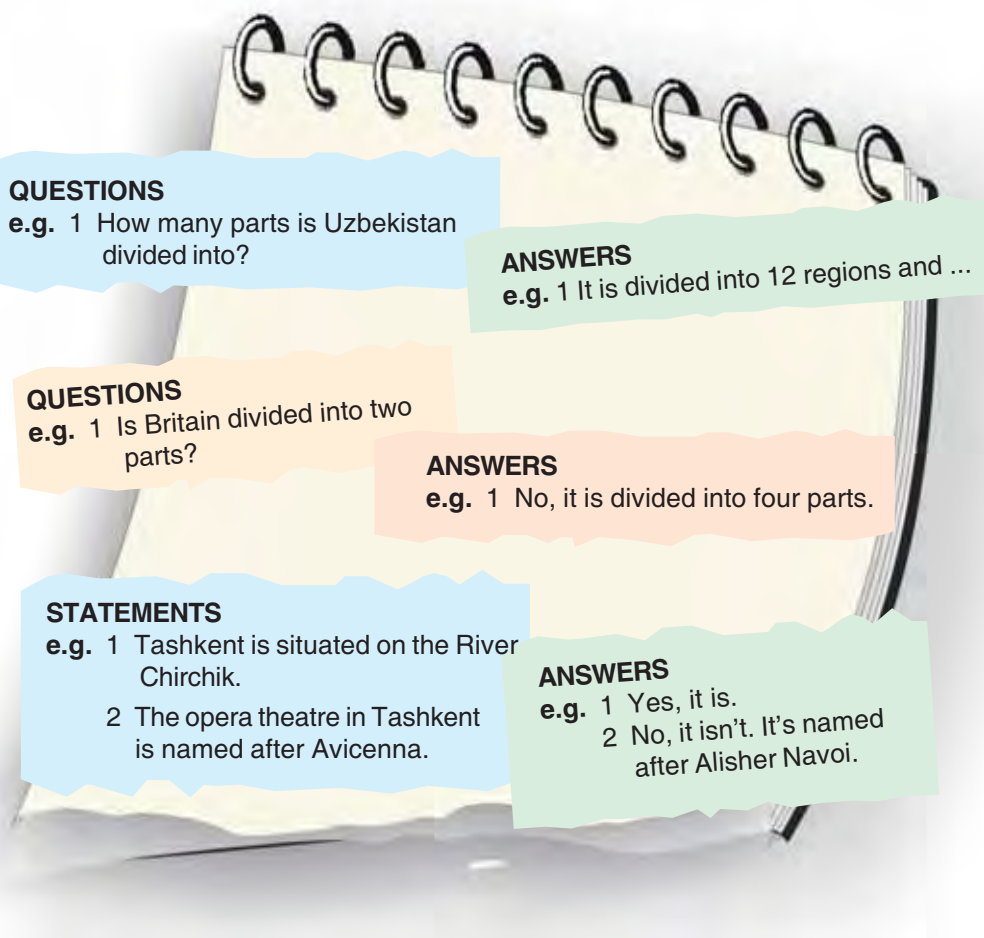 QUESTIONS
e.g. 1 How many parts is Uzbekistan
divided into?
ANSWERS
e.g. 1 It is divided into 12 regions and ...
QUESTIONS
e.g. 1 Is Britain divided into two
parts?
ANSWERS
e.g. 1 No, it is divided into four parts.
STATEMENTS
e.g. 1 Tashkent is situated on the River
Chirchik.
2 The opera theatre in Tashkent
is named after Avicenna.
ANSWERS
e.g. 1 Yes, it is.
2 No, it isn't. It's named
after Alisher Navoi.